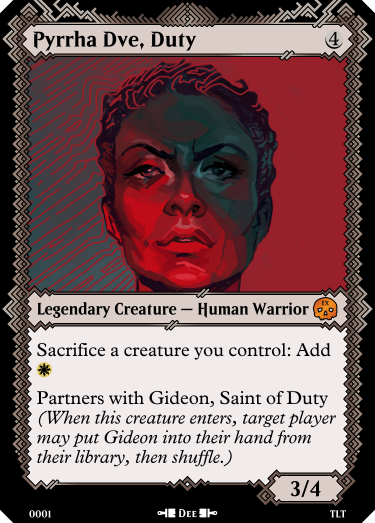 Pyrrha Dve, Duty 4
Legendary Creature — Human Warrior
IX
Sacrifice a creature you control: Add
Partners with Gideon, Saint of Duty
(When this creature enters, target player
may put Gideon into their hand from
their library, then shuffle.)
3/4
0001 DEE TLT